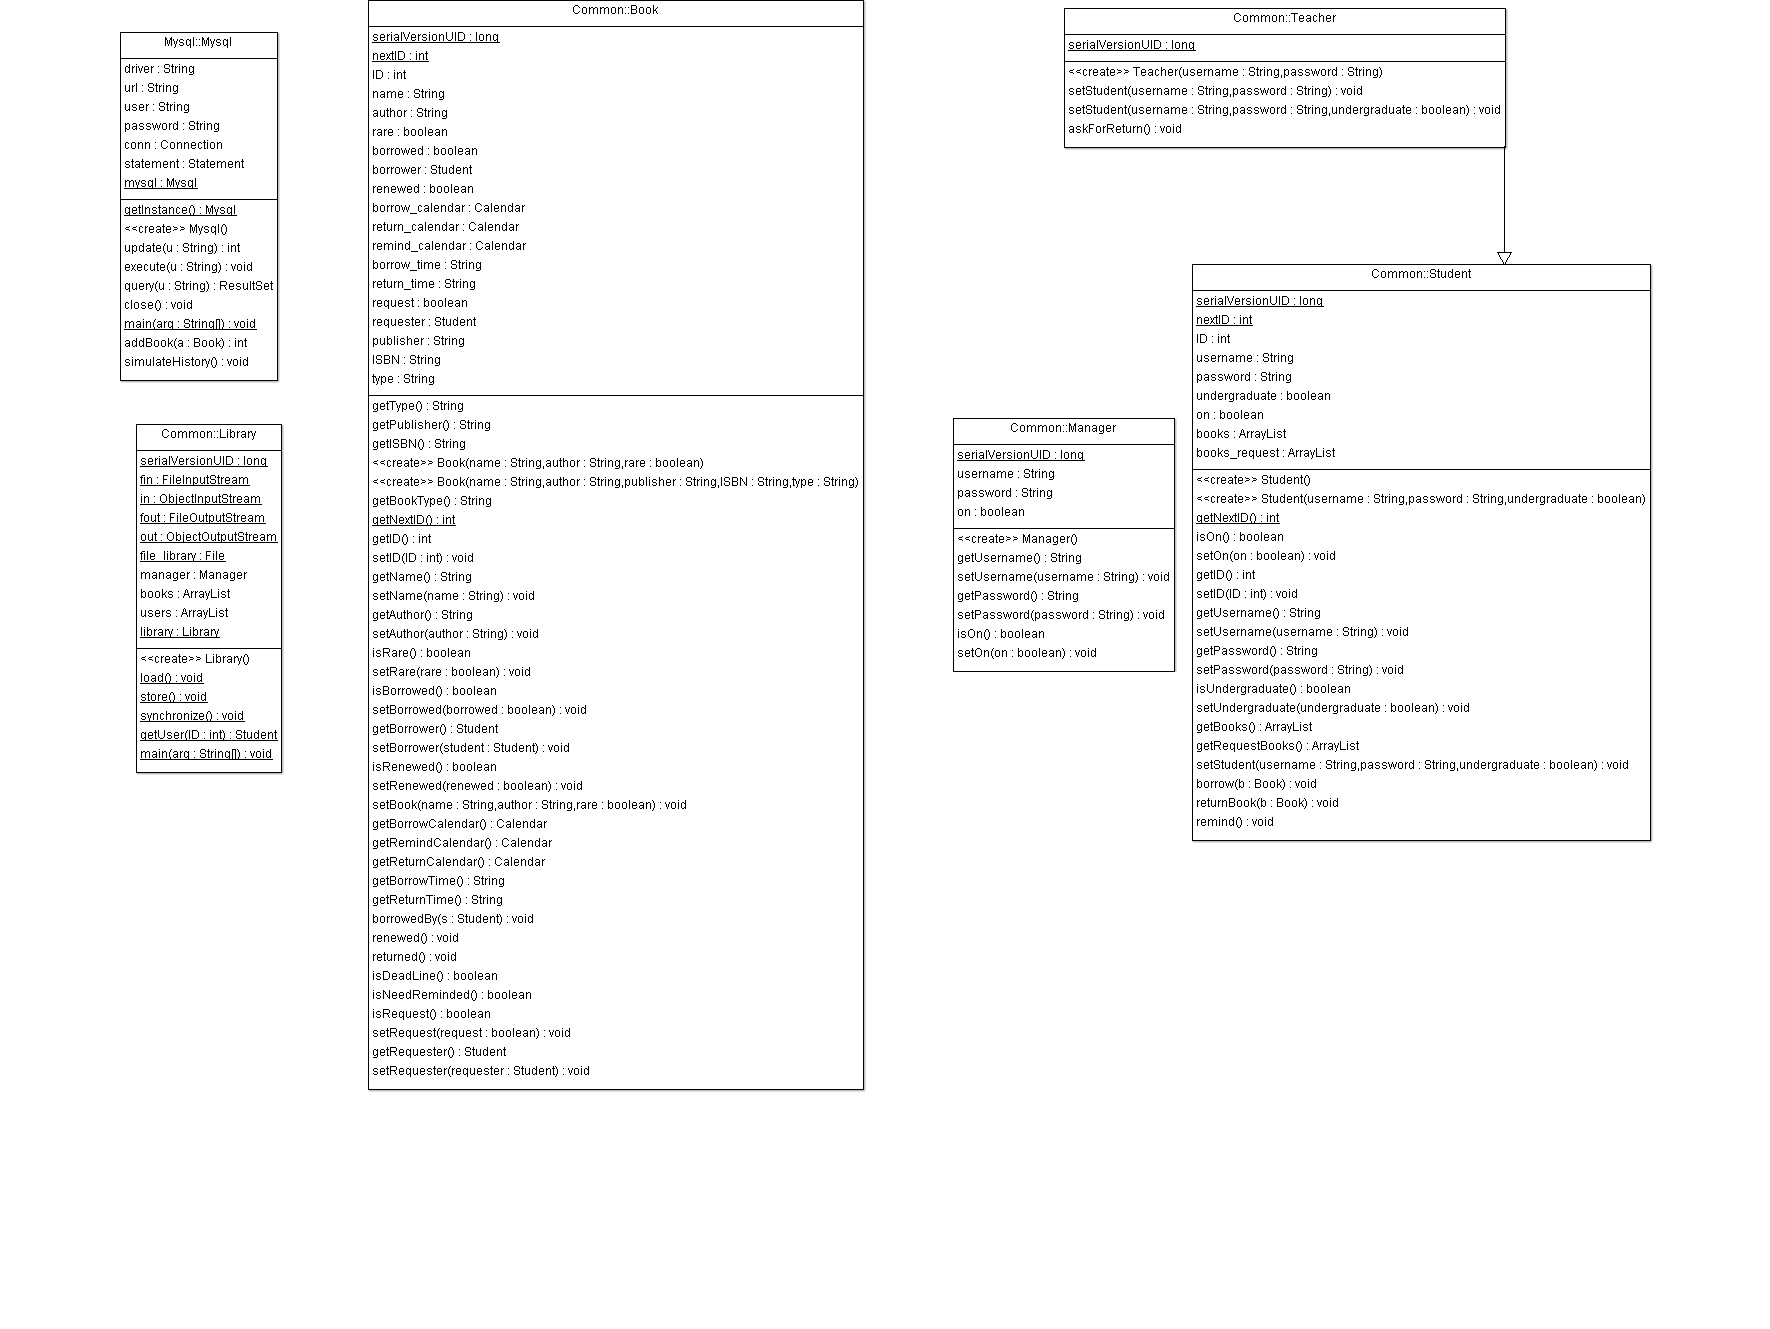 Mysql::Mysql
driver : String
url : String
user : String
password : String
conn : Connection
statement : Statement
mysql : Mysql
getInstance() : Mysql
<<create>> Mysql()
update(u : String) : int
execute(u : String) : void
query(u : String) : ResultSet
close() : void
main(arg : String[]) : void
addBook(a : Book) : int
simulateHistory() : void
Common::Library
serialVersionUID : long
fin : FileInputStream
in : ObjectInputStream
fout : FileOutputStream
out : ObjectOutputStream
file_library : File
manager : Manager
books : ArrayList
users : ArrayList
library : Library
<<create>> Library()
load() : void
store() : void
synchronize() : void
getUser(ID : int) : Student
main(arg : String[]) : void
Common::Book
serialVersionUID : long
nextID : int
ID : int
name : String
author : String
rare : boolean
borrowed : boolean
borrower : Student
renewed : boolean
borrow_calendar : Calendar
return_calendar : Calendar
remind_calendar : Calendar
borrow_time : String
return_time : String
request : boolean
requester : Student
publisher : String
ISBN : String
type : String
getType() : String
getPublisher() : String
getISBN() : String
<<create>> Book(name : String,author : String,rare : boolean)
<<create>> Book(name : String,author : String,publisher : String,ISBN : String,type : String)
getBookType() : String
getNextID() : int
getID() : int
setID(ID : int) : void
getName() : String
setName(name : String) : void
getAuthor() : String
setAuthor(author : String) : void
isRare() : boolean
setRare(rare : boolean) : void
isBorrowed() : boolean
setBorrowed(borrowed : boolean) : void
getBorrower() : Student
setBorrower(student : Student) : void
isRenewed() : boolean
setRenewed(renewed : boolean) : void
setBook(name : String,author : String,rare : boolean) : void
getBorrowCalendar() : Calendar
getRemindCalendar() : Calendar
getReturnCalendar() : Calendar
getBorrowTime() : String
getReturnTime() : String
borrowedBy(s : Student) : void
renewed() : void
returned() : void
isDeadLine() : boolean
isNeedReminded() : boolean
isRequest() : boolean
setRequest(request : boolean) : void
getRequester() : Student
setRequester(requester : Student) : void
Common::Teacher
serialVersionUID : long
<<create>> Teacher(username : String,password : String)
setStudent(username : String,password : String) : void
setStudent(username : String,password : String,undergraduate : boolean) : void
askForReturn() : void
Common::Manager
serialVersionUID : long
username : String
password : String
on : boolean
<<create>> Manager()
getUsername() : String
setUsername(username : String) : void
getPassword() : String
setPassword(password : String) : void
isOn() : boolean
setOn(on : boolean) : void
Common::Student
serialVersionUID : long
nextID : int
ID : int
username : String
password : String
undergraduate : boolean
on : boolean
books : ArrayList
books_request : ArrayList
<<create>> Student()
<<create>> Student(username : String,password : String,undergraduate : boolean)
getNextID() : int
isOn() : boolean
setOn(on : boolean) : void
getID() : int
setID(ID : int) : void
getUsername() : String
setUsername(username : String) : void
getPassword() : String
setPassword(password : String) : void
isUndergraduate() : boolean
setUndergraduate(undergraduate : boolean) : void
getBooks() : ArrayList
getRequestBooks() : ArrayList
setStudent(username : String,password : String,undergraduate : boolean) : void
borrow(b : Book) : void
returnBook(b : Book) : void
remind() : void